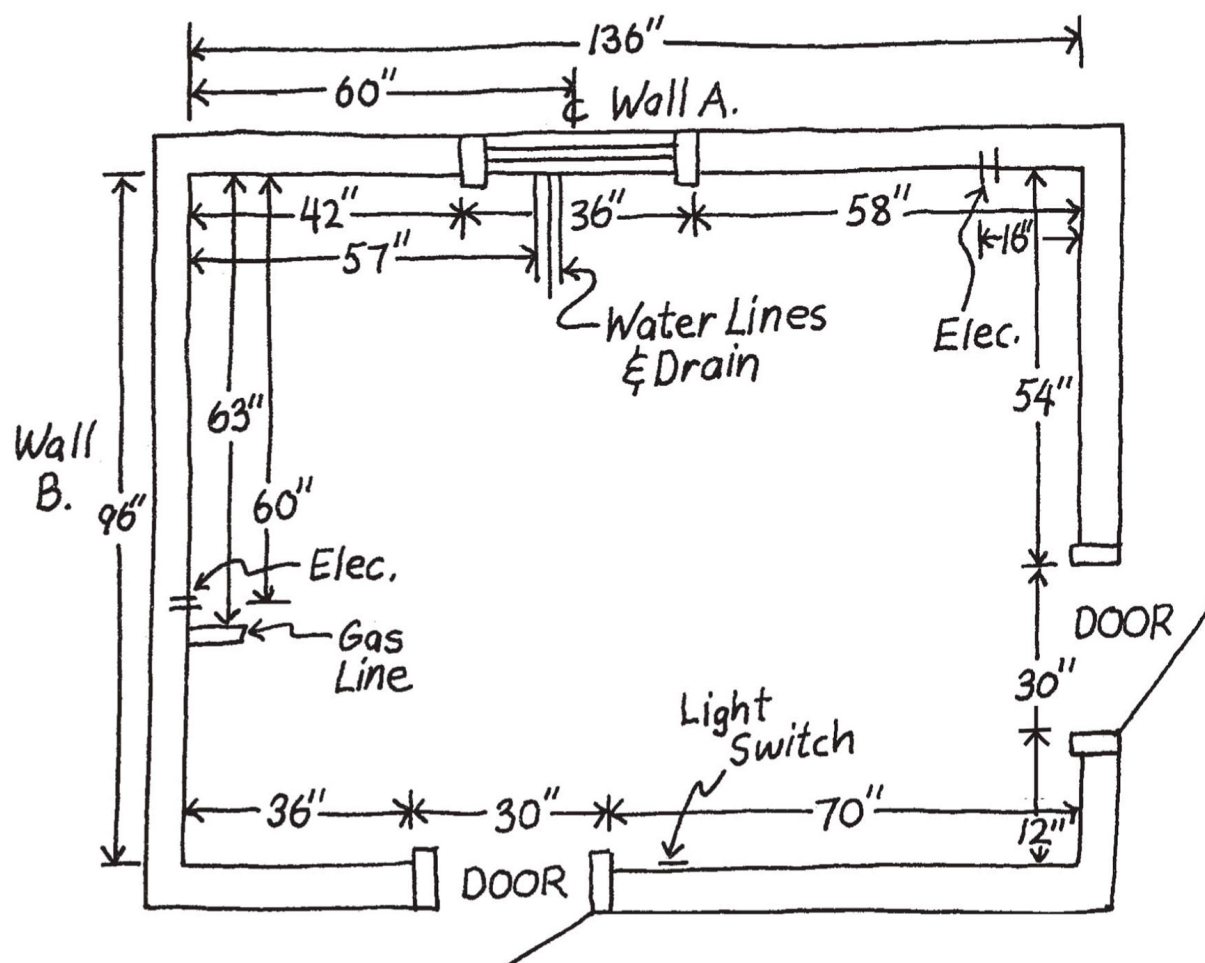 136"
60"
¢ Wall A.
42"
36"
58"
57"
16"
Water Lines
& Drain
Elec.
63"
54"
Wall
B.
96"
60"
Elec.
Gas
Line
DOOR
30"
Light
Switch
36"
30"
70"
12"
DOOR